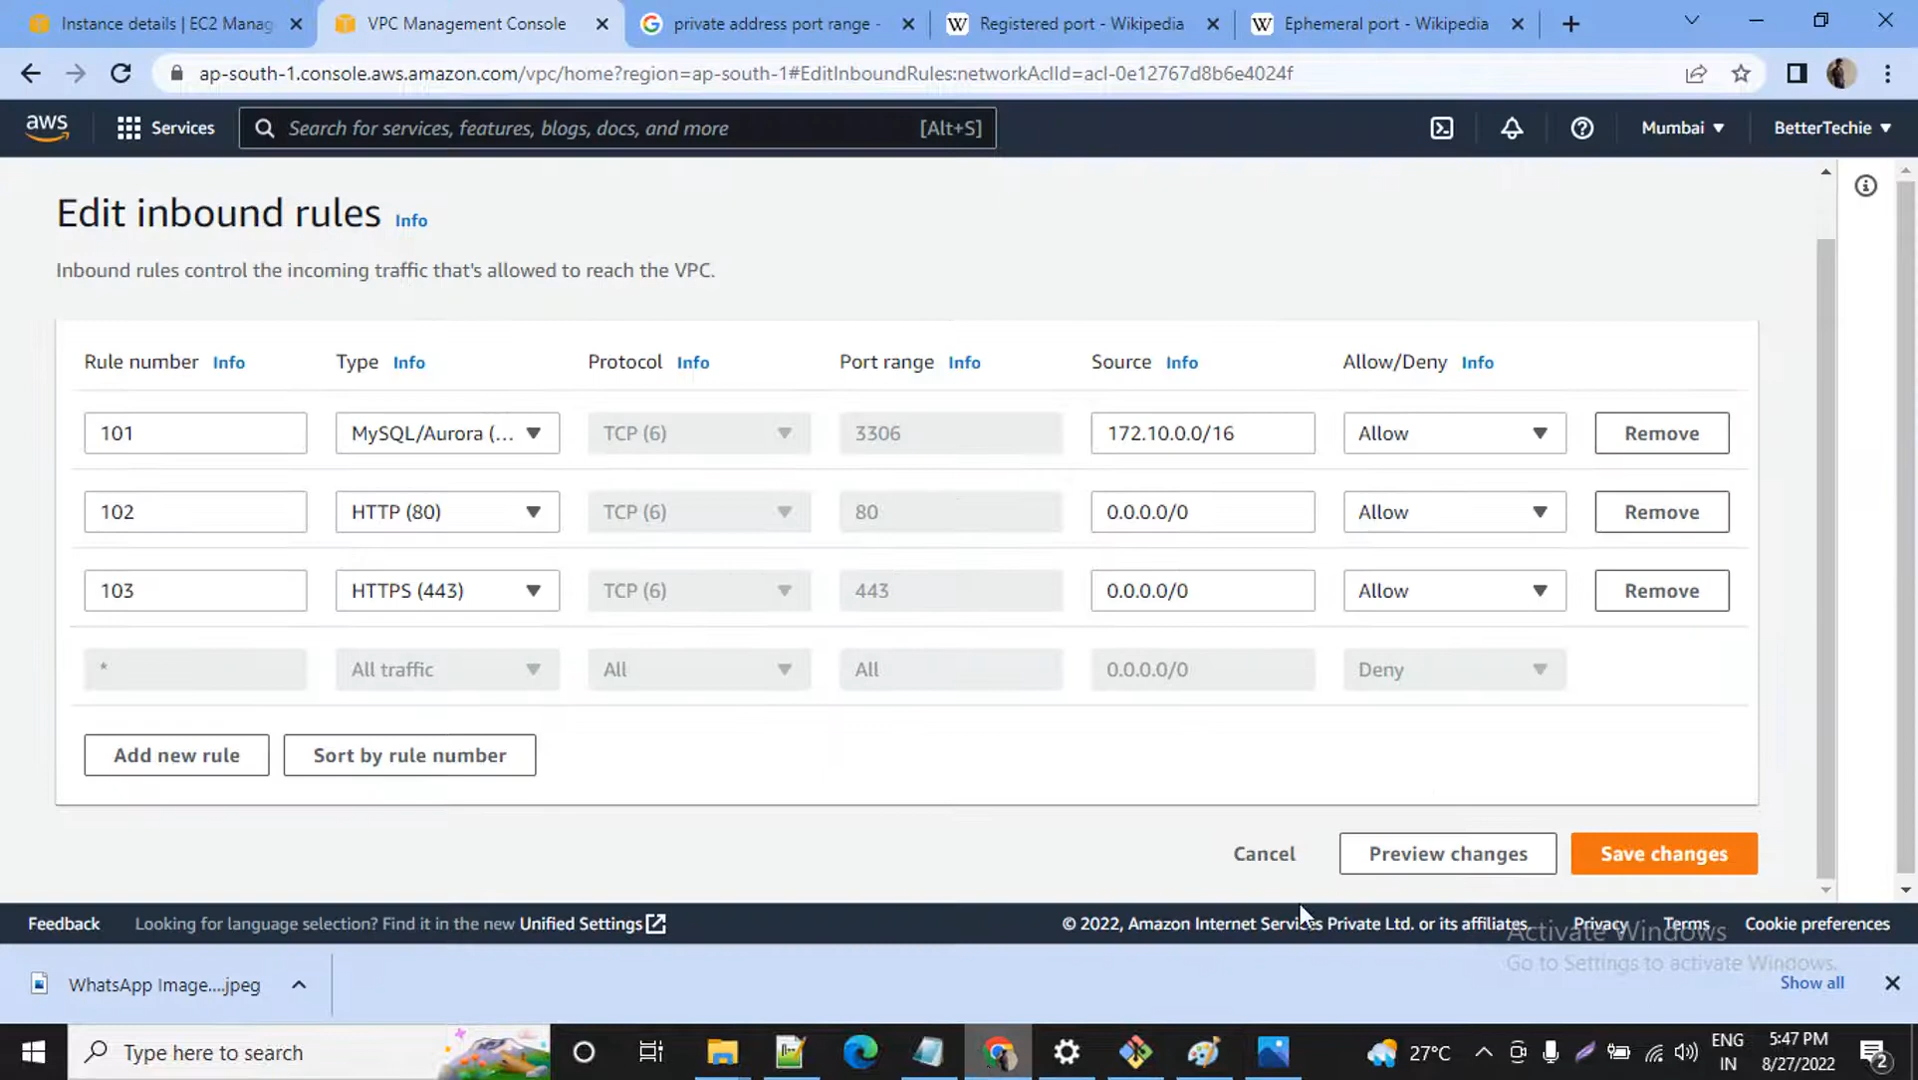 Instance details | EC2 Manag
VPC Management Console
private address port range -
Registered port - Wikipedia
Ephemeral port - Wikipedia
ap-south-1.console.aws.amazon.com/vpc/home?region=ap-south-1#EditInboundRules:networkAclId=acl-0e12767d8b6e4024f
aws
Services
Search for services, features, blogs, docs, and more [Alt+S]
Mumbai
BetterTechie
Edit inbound rules Info
Inbound rules control the incoming traffic that's allowed to reach the VPC.
Rule number Info Type Info Protocol Info Port range Info Source Info Allow/Deny Info
101 MySQL/Aurora (... TCP (6) 3306 172.10.0.0/16 Allow Remove
102 HTTP (80) TCP (6) 80 0.0.0.0/0 Allow Remove
103 HTTPS (443) TCP (6) 443 0.0.0.0/0 Allow Remove
* All traffic All All 0.0.0.0/0 Deny
Add new rule Sort by rule number
Cancel Preview changes Save changes
Feedback Looking for language selection? Find it in the new Unified Settings © 2022, Amazon Internet Services Private Ltd. or its affiliates. Privacy Terms Cookie preferences
Activate Windows
Go to Settings to activate Windows.
WhatsApp Image....jpeg
Show all
Type here to search
27°C
ENG
IN
5:47 PM
8/27/2022
2